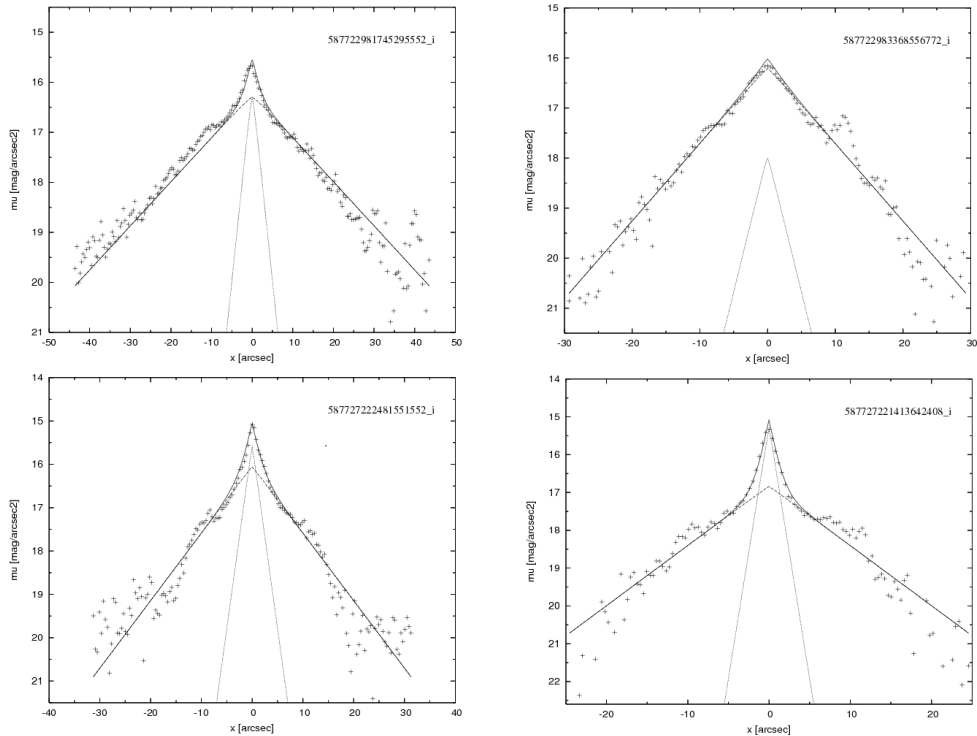 587722981745295552_i
mu [mag/arcsec2]
14
15
16
17
18
19
20
21
-50 -40 -30 -20 -10 0 10 20 30 40 50
x [arcsec]
587722983368556772_i
mu [mag/arcsec2]
15
16
17
18
19
20
21
-30 -20 -10 0 10 20 30
x [arcsec]
587727222481551552_i
mu [mag/arcsec2]
14
15
16
17
18
19
20
21
-40 -30 -20 -10 0 10 20 30 40
x [arcsec]
587727221413642408_i
mu [mag/arcsec2]
14
15
16
17
18
19
20
21
22
-20 -10 0 10 20
x [arcsec]